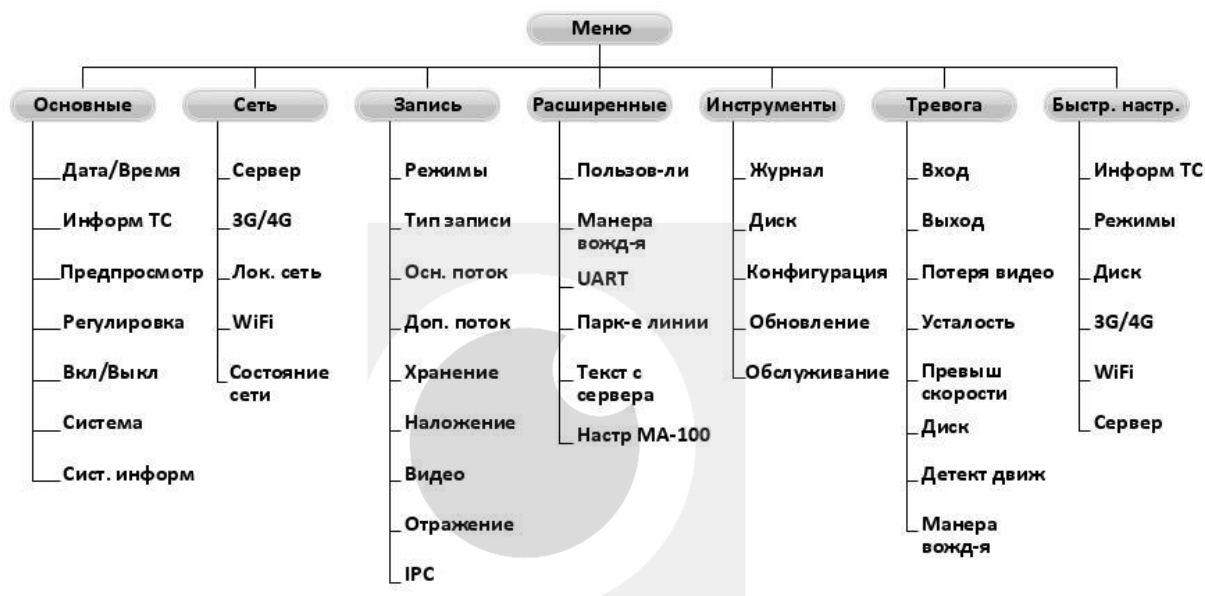 Меню
Основные
Дата/Время
Информ ТС
Предпросмотр
Регулировка
Вкл/Выкл
Система
Сист. информ
Сеть
Сервер
3G/4G
Лок. сеть
WiFi
Состояние
сети
Запись
Режимы
Тип записи
Осн. поток
Доп. поток
Хранение
Наложение
Видео
Отражение
IPC
Расширенные
Пользов-ли
Манера
вожд-я
UART
Парк-е линии
Текст с
сервера
Настр МА-100
Инструменты
Журнал
Диск
Конфигурация
Обновление
Обслуживание
Тревога
Вход
Выход
Потеря видео
Усталость
Превыш
скорости
Диск
Детект движ
Манера
вожд-я
Быстр. настр.
Информ ТС
Режимы
Диск
3G/4G
WiFi
Сервер